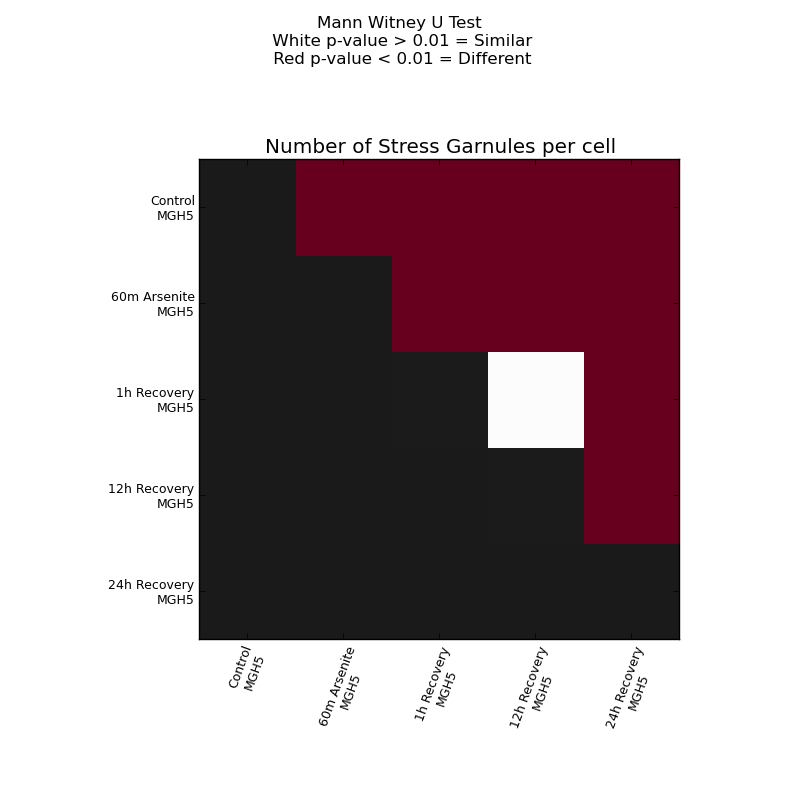 Mann Witney U Test
White p-value > 0.01 = Similar
Red p-value < 0.01 = Different
Number of Stress Garnules per cell
Control
MGH5
60m Arsenite
MGH5
1h Recovery
MGH5
12h Recovery
MGH5
24h Recovery
MGH5
Control
MGH5
60m Arsenite
MGH5
1h Recovery
MGH5
12h Recovery
MGH5
24h Recovery
MGH5